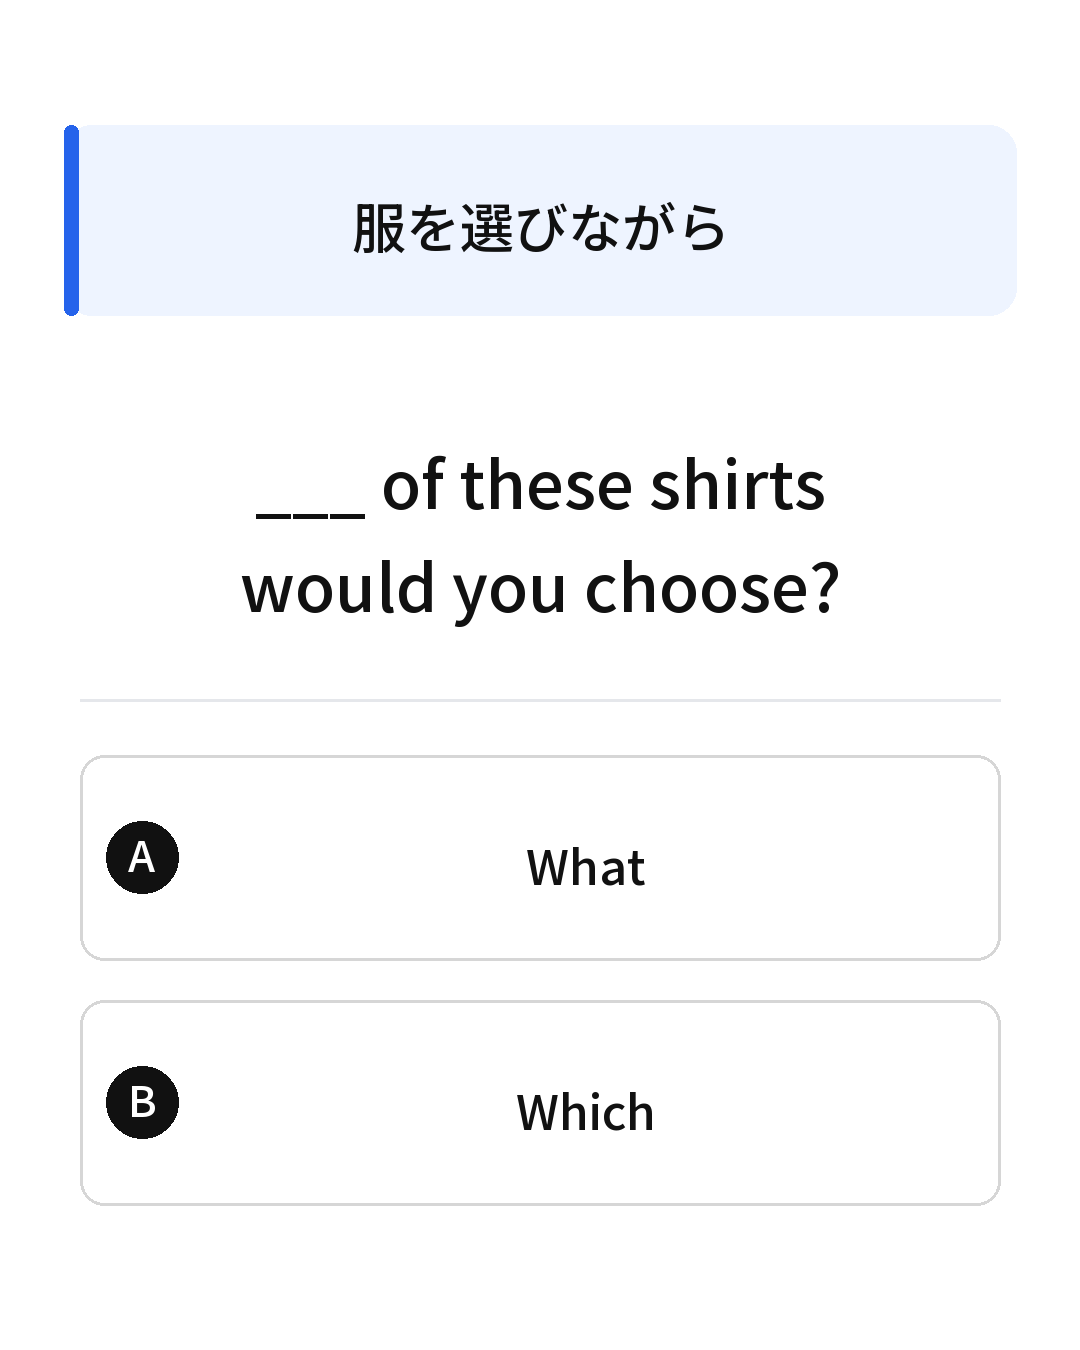 服を選びながら
___ of these shirts
would you choose?
A What
B Which